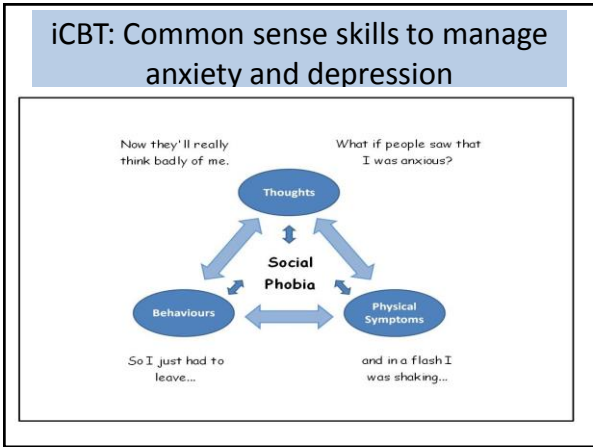 iCBT: Common sense skills to manage
anxiety and depression
Now they'll really
think badly of me.
What if people saw that
I was anxious?
Thoughts
Social
Phobia
Behaviours
Physical
Symptoms
So I just had to
leave...
and in a flash I
was shaking...